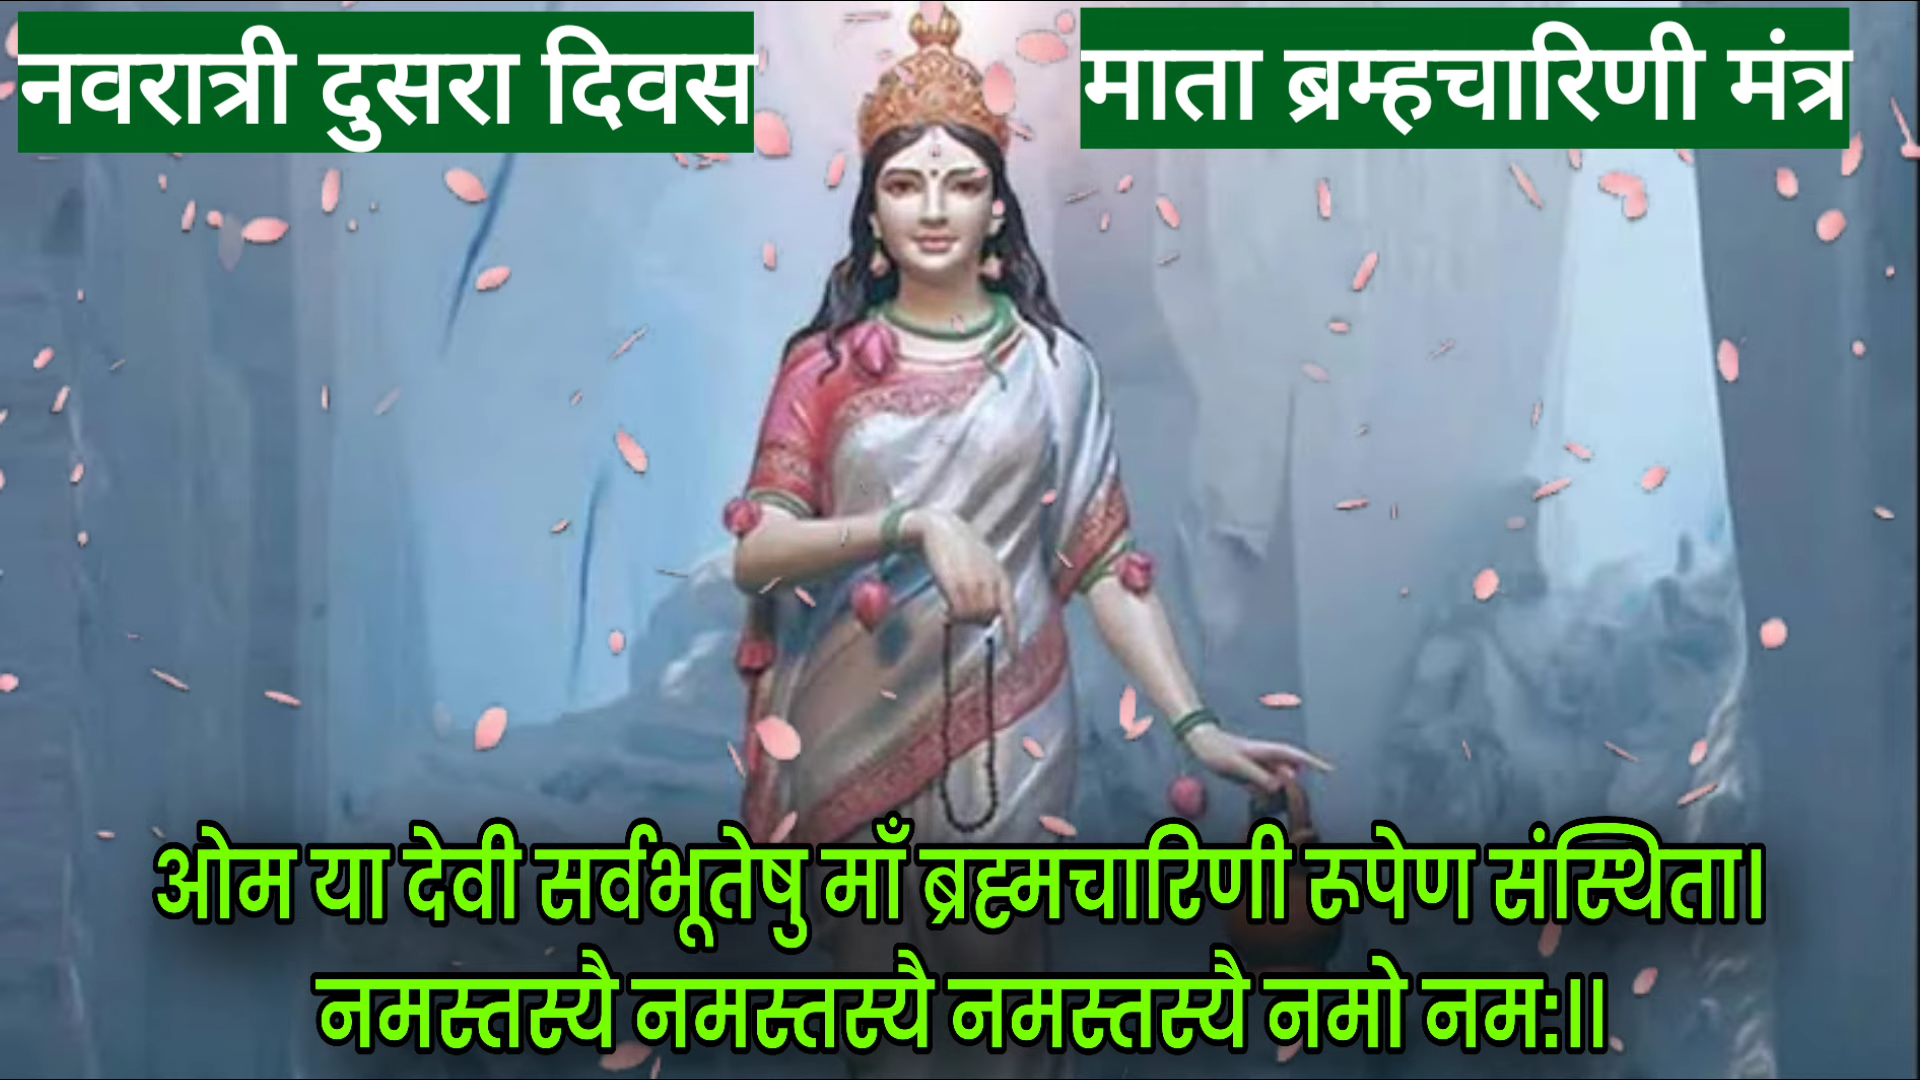 नवरात्री दुसरा दिवस
माता ब्रम्हचारिणी मंत्र
ओम या देवी सर्वभूतेषु माँ ब्रह्मचारिणी रूपेण संस्थिता।
नमस्तस्यै नमस्तस्यै नमस्तस्यै नमो नम:।।